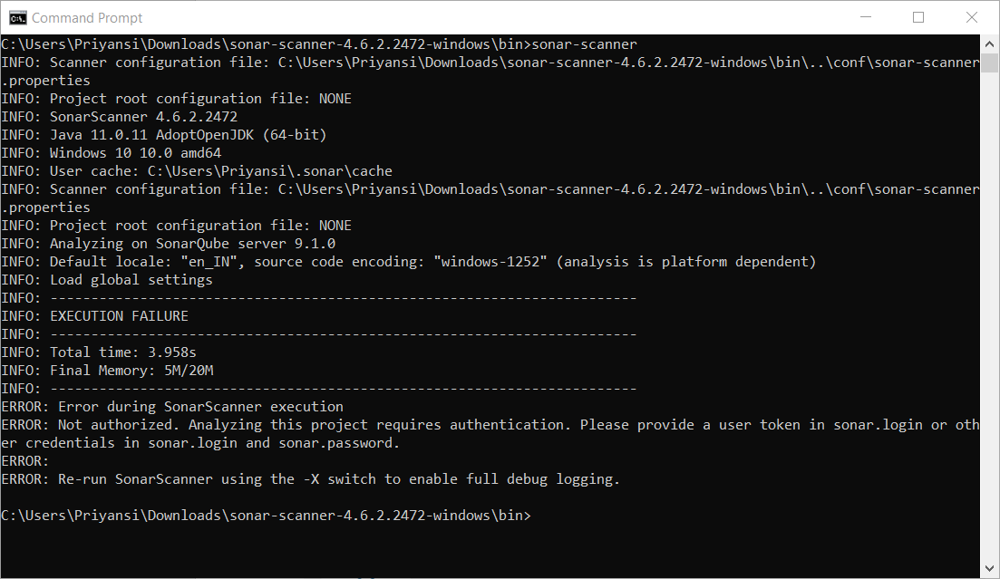 Command Prompt
C:\Users\Priyansi\Downloads\sonar-scanner-4.6.2.2472-windows\bin>sonar-scanner
INFO: Scanner configuration file: C:\Users\Priyansi\Downloads\sonar-scanner-4.6.2.2472-windows\bin\..\conf\sonar-scanner
.properties
INFO: Project root configuration file: NONE
INFO: SonarScanner 4.6.2.2472
INFO: Java 11.0.11 AdoptOpenJDK (64-bit)
INFO: Windows 10 10.0 amd64
INFO: User cache: C:\Users\Priyansi\.sonar\cache
INFO: Scanner configuration file: C:\Users\Priyansi\Downloads\sonar-scanner-4.6.2.2472-windows\bin\..\conf\sonar-scanner
.properties
INFO: Project root configuration file: NONE
INFO: Analyzing on SonarQube server 9.1.0
INFO: Default locale: "en_IN", source code encoding: "windows-1252" (analysis is platform dependent)
INFO: Load global settings
INFO: ------------------------------------------------------------------------
INFO: EXECUTION FAILURE
INFO: ------------------------------------------------------------------------
INFO: Total time: 3.958s
INFO: Final Memory: 5M/20M
INFO: ------------------------------------------------------------------------
ERROR: Error during SonarScanner execution
ERROR: Not authorized. Analyzing this project requires authentication. Please provide a user token in sonar.login or oth
er credentials in sonar.login and sonar.password.
ERROR:
ERROR: Re-run SonarScanner using the -X switch to enable full debug logging.
C:\Users\Priyansi\Downloads\sonar-scanner-4.6.2.2472-windows\bin>